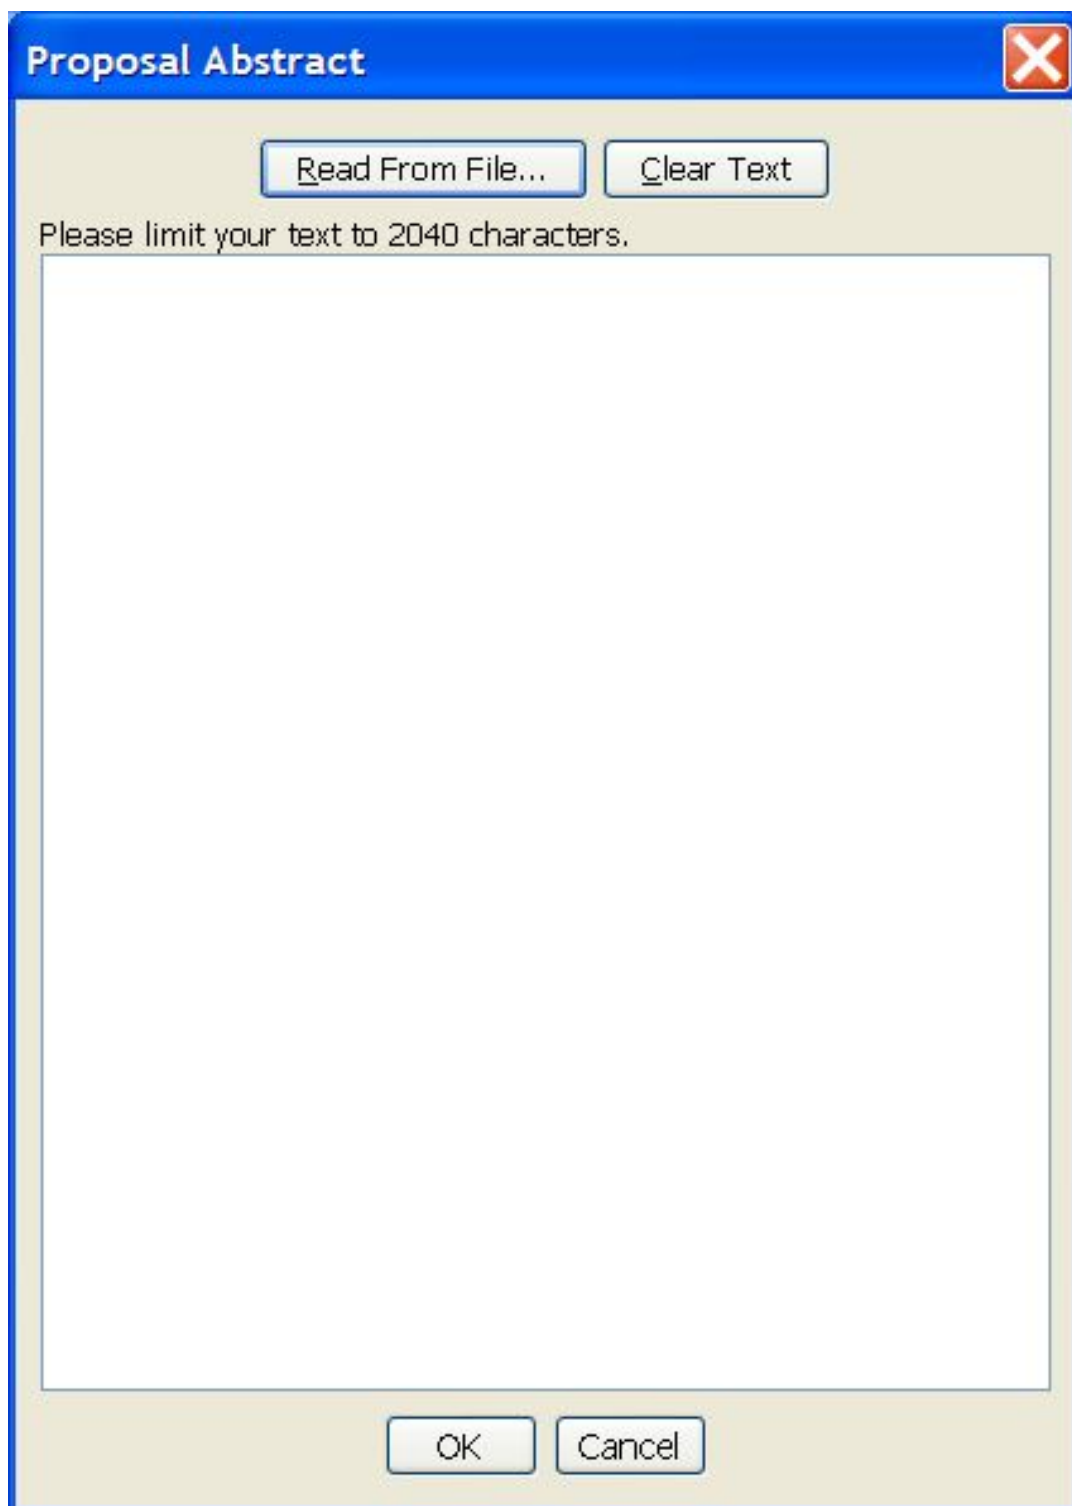 Proposal Abstract
Read From File... Clear Text
Please limit your text to 2040 characters.
OK Cancel